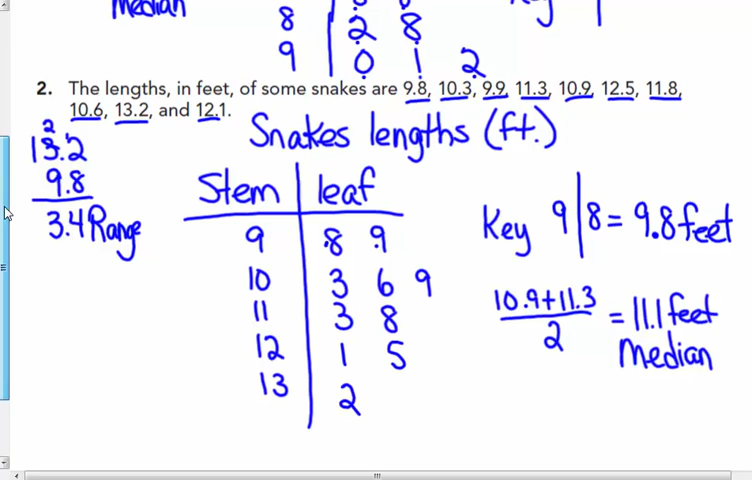 Median
8 | 2 8
Key
9 | 0 1 2
2. The lengths, in feet, of some snakes are 9.8, 10.3, 9.9, 11.3, 10.9, 12.5, 11.8,
10.6, 13.2, and 12.1.
Snakes lengths (ft.)
2 12
13.2
9.8
3.4 Range
Stem | leaf
9 | 8 9
10 | 3 6 9
11 | 3 8
12 | 1 5
13 | 2
Key 9|8 = 9.8 feet
10.9+11.3
2
= 11.1 feet
Median